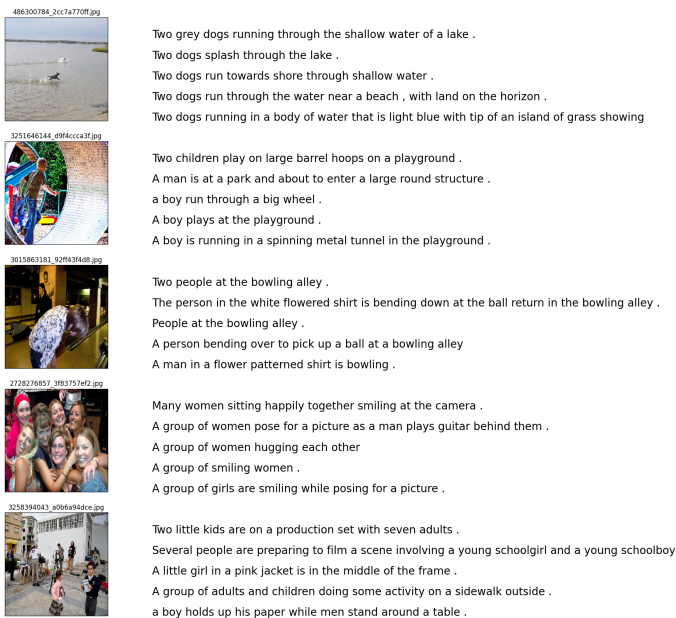 486300784_2cc7a770ff.jpg
Two grey dogs running through the shallow water of a lake .
Two dogs splash through the lake .
Two dogs run towards shore through shallow water .
Two dogs run through the water near a beach , with land on the horizon .
Two dogs running in a body of water that is light blue with tip of an island of grass showing
3251646144_d9f4ccca3f.jpg
Two children play on large barrel hoops on a playground .
A man is at a park and about to enter a large round structure .
a boy run through a big wheel .
A boy plays at the playground .
A boy is running in a spinning metal tunnel in the playground .
3015863181_92ff43f4d8.jpg
Two people at the bowling alley .
The person in the white flowered shirt is bending down at the ball return in the bowling alley .
People at the bowling alley .
A person bending over to pick up a ball at a bowling alley
A man in a flower patterned shirt is bowling .
2728276857_3f83757ef2.jpg
Many women sitting happily together smiling at the camera .
A group of women pose for a picture as a man plays guitar behind them .
A group of women hugging each other
A group of smiling women .
A group of girls are smiling while posing for a picture .
3258394043_a0b6a94dce.jpg
Two little kids are on a production set with seven adults .
Several people are preparing to film a scene involving a young schoolgirl and a young schoolboy
A little girl in a pink jacket is in the middle of the frame .
A group of adults and children doing some activity on a sidewalk outside .
a boy holds up his paper while men stand around a table .